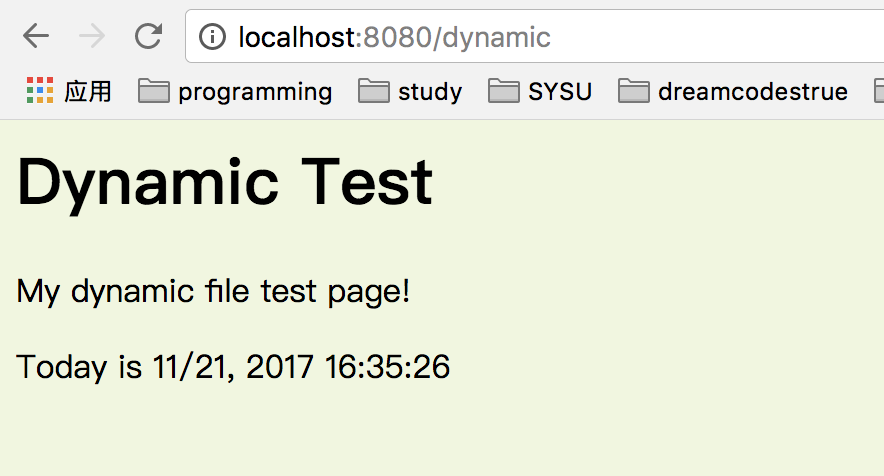 localhost:8080/dynamic
应用 programming study SYSU dreamcodestrue
Dynamic Test
My dynamic file test page!
Today is 11/21, 2017 16:35:26